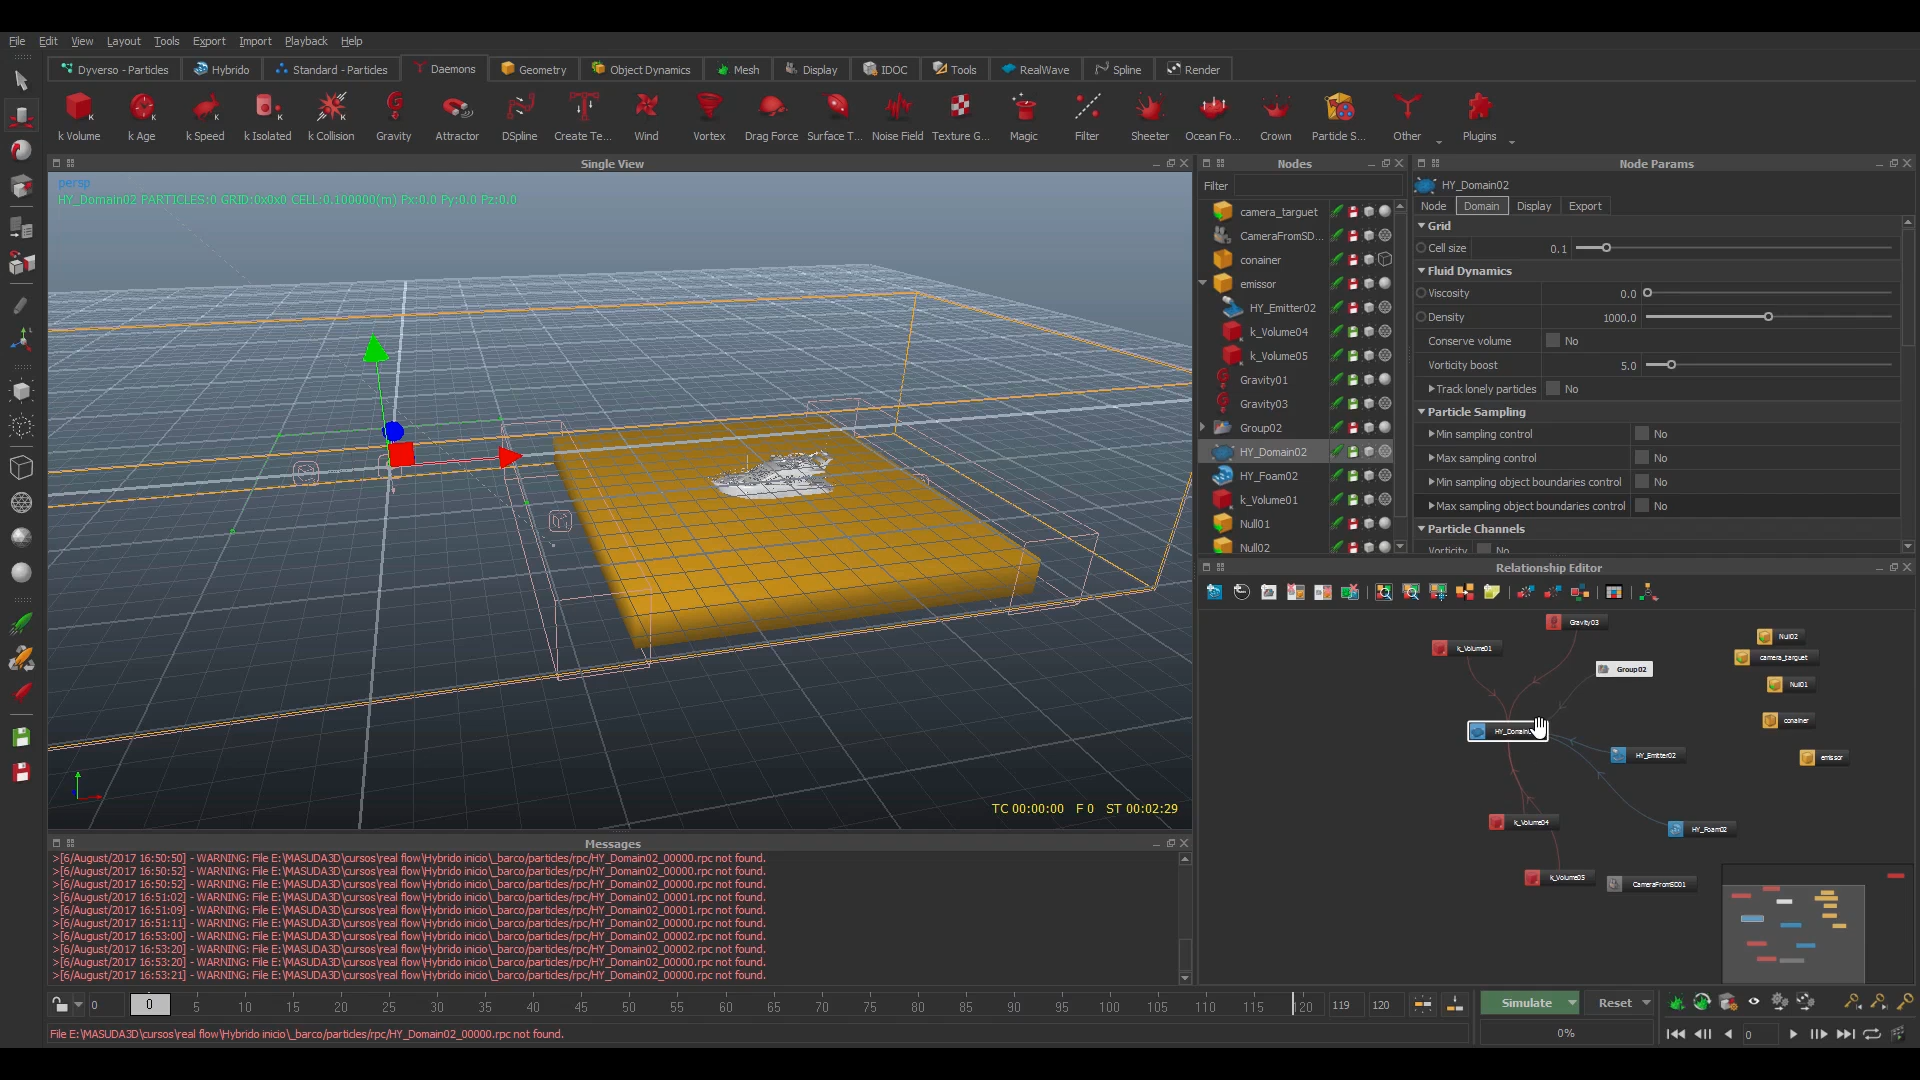 File Edit View Layout Tools Export Import Playback Help
Dyverso - Particles Hybrido Standard - Particles Daemons Geometry Object Dynamics Mesh Display IDOC Tools RealWave Spline Render
k Volume k Age k Speed k Isolated k Collision Gravity Attractor DSpline Create Te... Wind Vortex Drag Force Surface T... Noise Field Texture G... Magic Filter Sheeter Ocean Fo... Crown Particle S... Other Plugins
Single View
persp
HY_Domain02 PARTICLES:0 GRID:0x0x0 CELL:0.100000(m) Px:0.0 Py:0.0 Pz:0.0
TC 00:00:00 F 0 ST 00:02:29
Nodes
Filter
camera_targuet
CameraFromSD...
conainer
emissor
HY_Emitter02
k_Volume04
k_Volume05
Gravity01
Gravity03
Group02
HY_Domain02
HY_Foam02
k_Volume01
Null01
Null02
Node Params
HY_Domain02
Node Domain Display Export
Grid
Cell size 0.1
Fluid Dynamics
Viscosity 0.0
Density 1000.0
Conserve volume No
Vorticity boost 5.0
Track lonely particles No
Particle Sampling
Min sampling control No
Max sampling control No
Min sampling object boundaries control No
Max sampling object boundaries control No
Particle Channels
Vorticity No
Relationship Editor
Gravity03
Null02
k_Volume01
camera_targuet
Group02
Null01
conainer
HY_Domain
HY_Emitter02
emissor
k_Volume04
HY_Foam02
k_Volume05
CameraFromSD01
Messages
>[6/August/2017 16:50:50] - WARNING: File E:\MASUDA3D\cursos\real flow\Hybrido inicio\_barco/particles/rpc/HY_Domain02_00000.rpc not found.
>[6/August/2017 16:50:52] - WARNING: File E:\MASUDA3D\cursos\real flow\Hybrido inicio\_barco/particles/rpc/HY_Domain02_00000.rpc not found.
>[6/August/2017 16:50:52] - WARNING: File E:\MASUDA3D\cursos\real flow\Hybrido inicio\_barco/particles/rpc/HY_Domain02_00000.rpc not found.
>[6/August/2017 16:51:02] - WARNING: File E:\MASUDA3D\cursos\real flow\Hybrido inicio\_barco/particles/rpc/HY_Domain02_00001.rpc not found.
>[6/August/2017 16:51:09] - WARNING: File E:\MASUDA3D\cursos\real flow\Hybrido inicio\_barco/particles/rpc/HY_Domain02_00001.rpc not found.
>[6/August/2017 16:51:11] - WARNING: File E:\MASUDA3D\cursos\real flow\Hybrido inicio\_barco/particles/rpc/HY_Domain02_00000.rpc not found.
>[6/August/2017 16:53:00] - WARNING: File E:\MASUDA3D\cursos\real flow\Hybrido inicio\_barco/particles/rpc/HY_Domain02_00002.rpc not found.
>[6/August/2017 16:53:20] - WARNING: File E:\MASUDA3D\cursos\real flow\Hybrido inicio\_barco/particles/rpc/HY_Domain02_00002.rpc not found.
>[6/August/2017 16:53:20] - WARNING: File E:\MASUDA3D\cursos\real flow\Hybrido inicio\_barco/particles/rpc/HY_Domain02_00000.rpc not found.
>[6/August/2017 16:53:21] - WARNING: File E:\MASUDA3D\cursos\real flow\Hybrido inicio\_barco/particles/rpc/HY_Domain02_00000.rpc not found.
0 0 5 10 15 20 25 30 35 40 45 50 55 60 65 70 75 80 85 90 95 100 105 110 115 120 119 120
Simulate Reset
File E:\MASUDA3D\cursos\real flow\Hybrido inicio\_barco/particles/rpc/HY_Domain02_00000.rpc not found.
0% 0